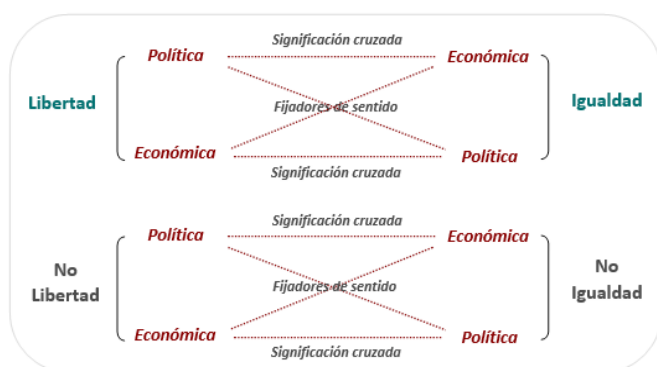 Significación cruzada
Política
Económica
Libertad
Fijadores de sentido
Igualdad
Económica
Política
Significación cruzada
Significación cruzada
Política
Económica
No
Libertad
Fijadores de sentido
No
Igualdad
Económica
Política
Significación cruzada